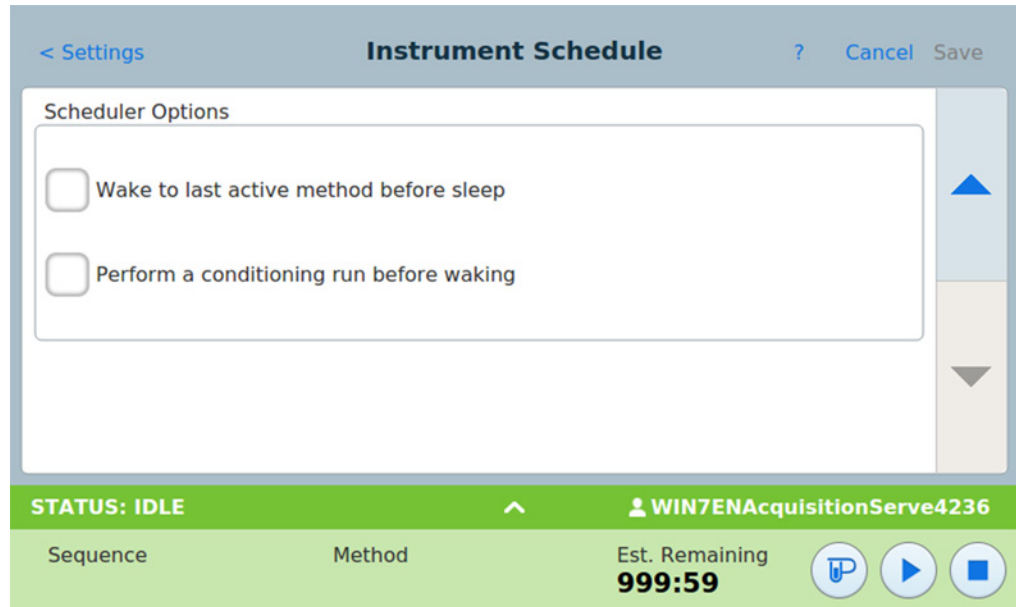 < Settings Instrument Schedule ? Cancel Save
Scheduler Options
Wake to last active method before sleep
Perform a conditioning run before waking
STATUS: IDLE WIN7ENAcquisitionServe4236
Sequence Method Est. Remaining
999:59